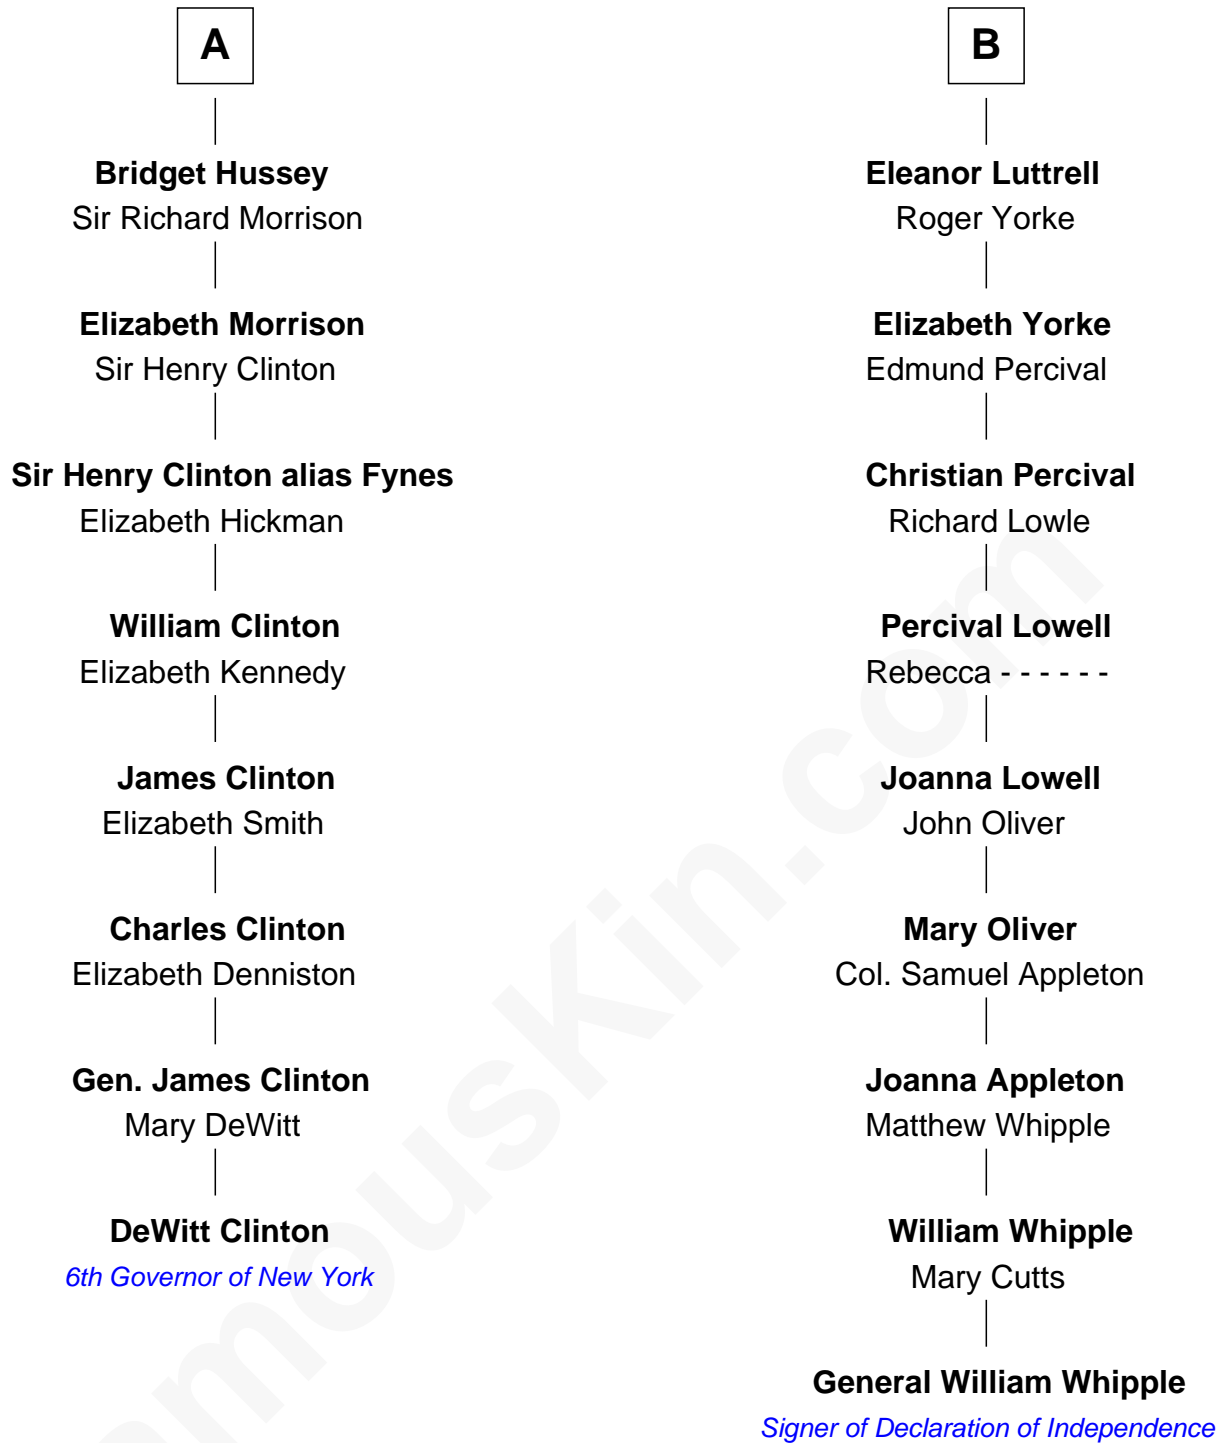 A
Bridget Hussey
Sir Richard Morrison
Elizabeth Morrison
Sir Henry Clinton
Sir Henry Clinton alias Fynes
Elizabeth Hickman
William Clinton
Elizabeth Kennedy
James Clinton
Elizabeth Smith
Charles Clinton
Elizabeth Denniston
Gen. James Clinton
Mary DeWitt
DeWitt Clinton
6th Governor of New York
B
Eleanor Luttrell
Roger Yorke
Elizabeth Yorke
Edmund Percival
Christian Percival
Richard Lowle
Percival Lowell
Rebecca - - - - - -
Joanna Lowell
John Oliver
Mary Oliver
Col. Samuel Appleton
Joanna Appleton
Matthew Whipple
William Whipple
Mary Cutts
General William Whipple
Signer of Declaration of Independence
amouskin.com